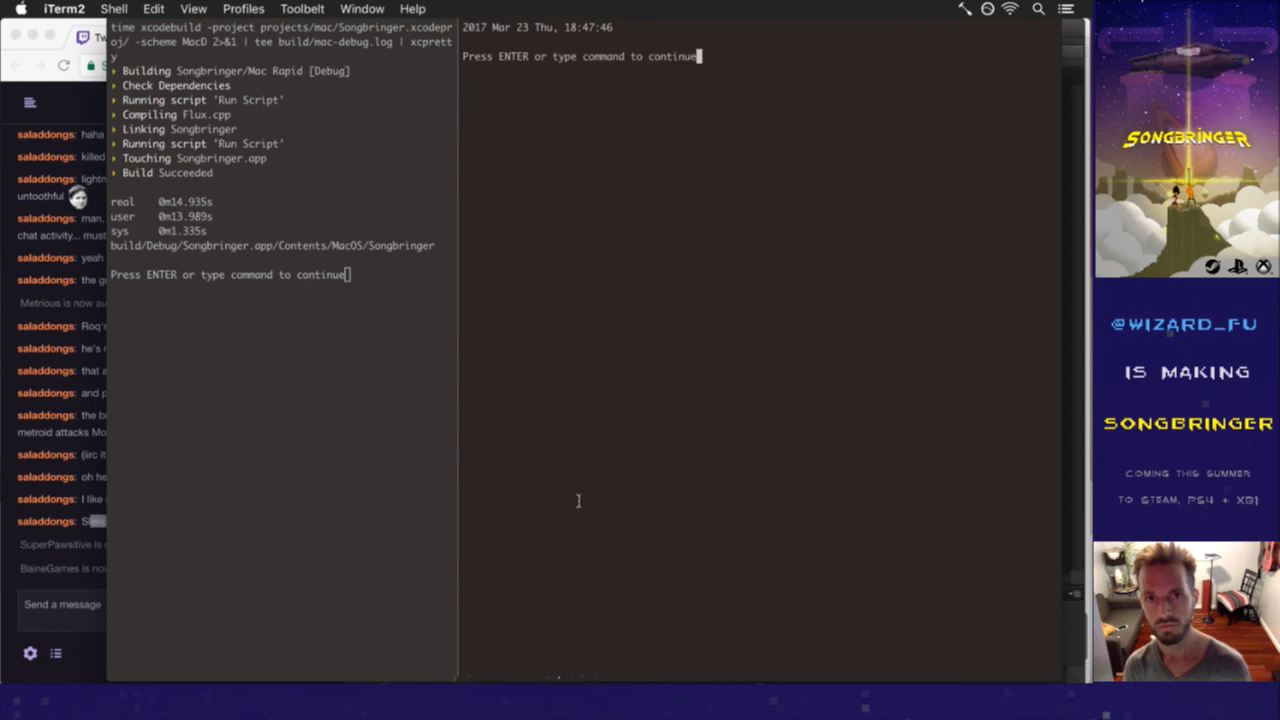 iTerm2 Shell Edit View Profiles Toolbelt Window Help
Tw
S
saladdongs: haha
saladdongs: killed
saladdongs: lightn
untoothful
saladdongs: man,
chat activity... must
saladdongs: yeah
saladdongs: the g
Metrious is now au
saladdongs: Roq's
saladdongs: he's
saladdongs: that a
saladdongs: and p
saladdongs: the b
metroid attacks Mo
saladdongs: (iirc it
saladdongs: oh he
saladdongs: I like
saladdongs: Sleep
SuperPawsitive is
BaineGames is now
Send a message
time xcodebuild -project projects/mac/Songbringer.xcodepr
oj/ -scheme MacD 2>&1 | tee build/mac-debug.log | xcprett
y
Building Songbringer/Mac Rapid [Debug]
Check Dependencies
Running script 'Run Script'
Compiling Flux.cpp
Linking Songbringer
Running script 'Run Script'
Touching Songbringer.app
Build Succeeded
real 0m14.935s
user 0m13.989s
sys 0m1.335s
build/Debug/Songbringer.app/Contents/MacOS/Songbringer
Press ENTER or type command to continue
2017 Mar 23 Thu, 18:47:46
Press ENTER or type command to continue
SONGBRINGER
@WIZARD_FU
IS MAKING
SONGBRINGER
COMING THIS SUMMER
TO STEAM, PS4 + XB1